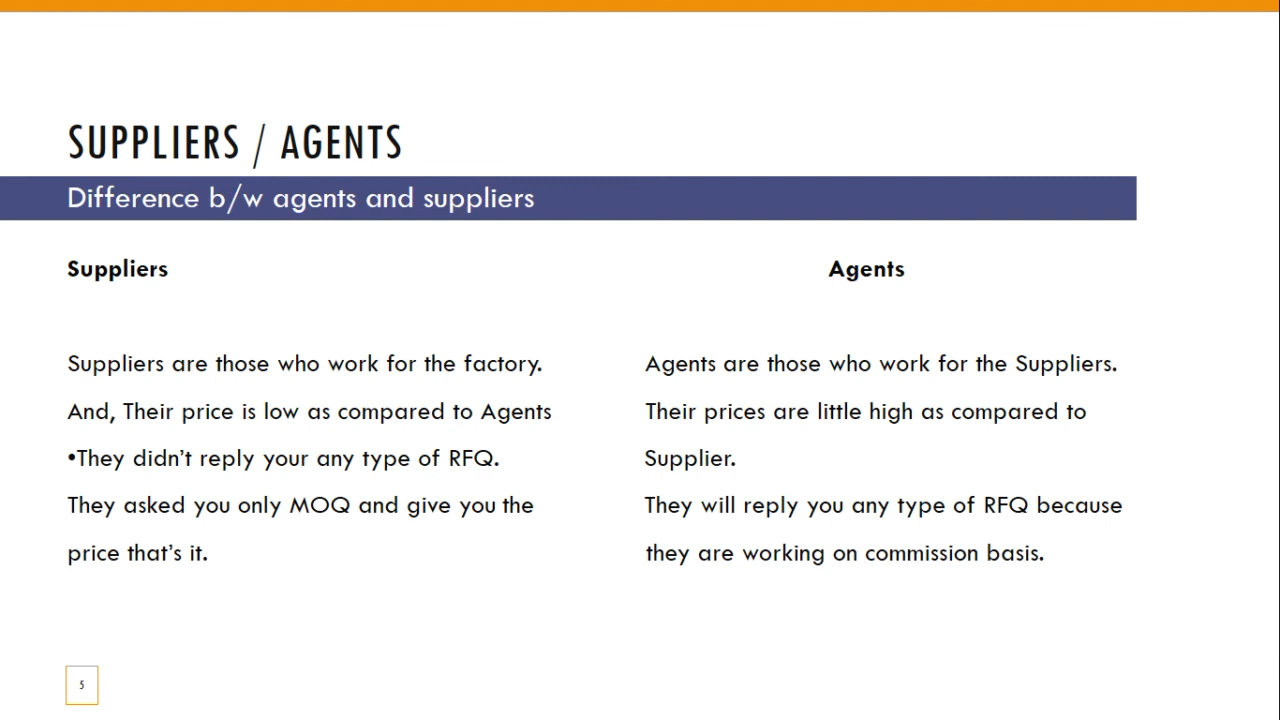 SUPPLIERS / AGENTS
Difference b/w agents and suppliers
Suppliers
Suppliers are those who work for the factory.
And, Their price is low as compared to Agents
•They didn't reply your any type of RFQ.
They asked you only MOQ and give you the
price that's it.
Agents
Agents are those who work for the Suppliers.
Their prices are little high as compared to
Supplier.
They will reply you any type of RFQ because
they are working on commission basis.
5